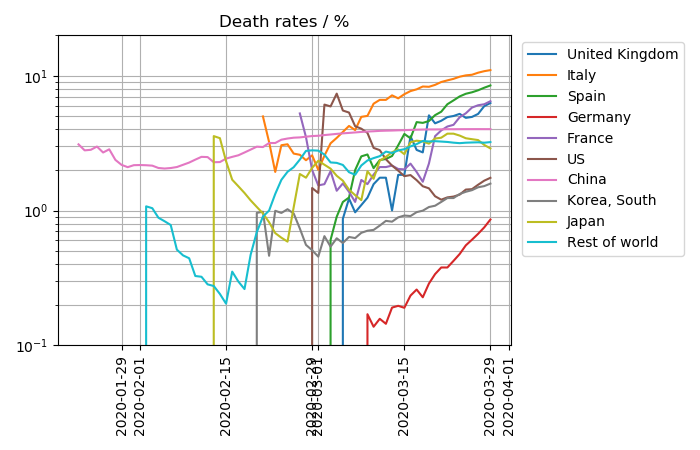 Death rates / %
10¹
10⁰
10⁻¹
2020-01-29
2020-02-01
2020-02-15
2020-02-29
2020-03-01
2020-03-15
2020-03-29
2020-04-01
United Kingdom
Italy
Spain
Germany
France
US
China
Korea, South
Japan
Rest of world